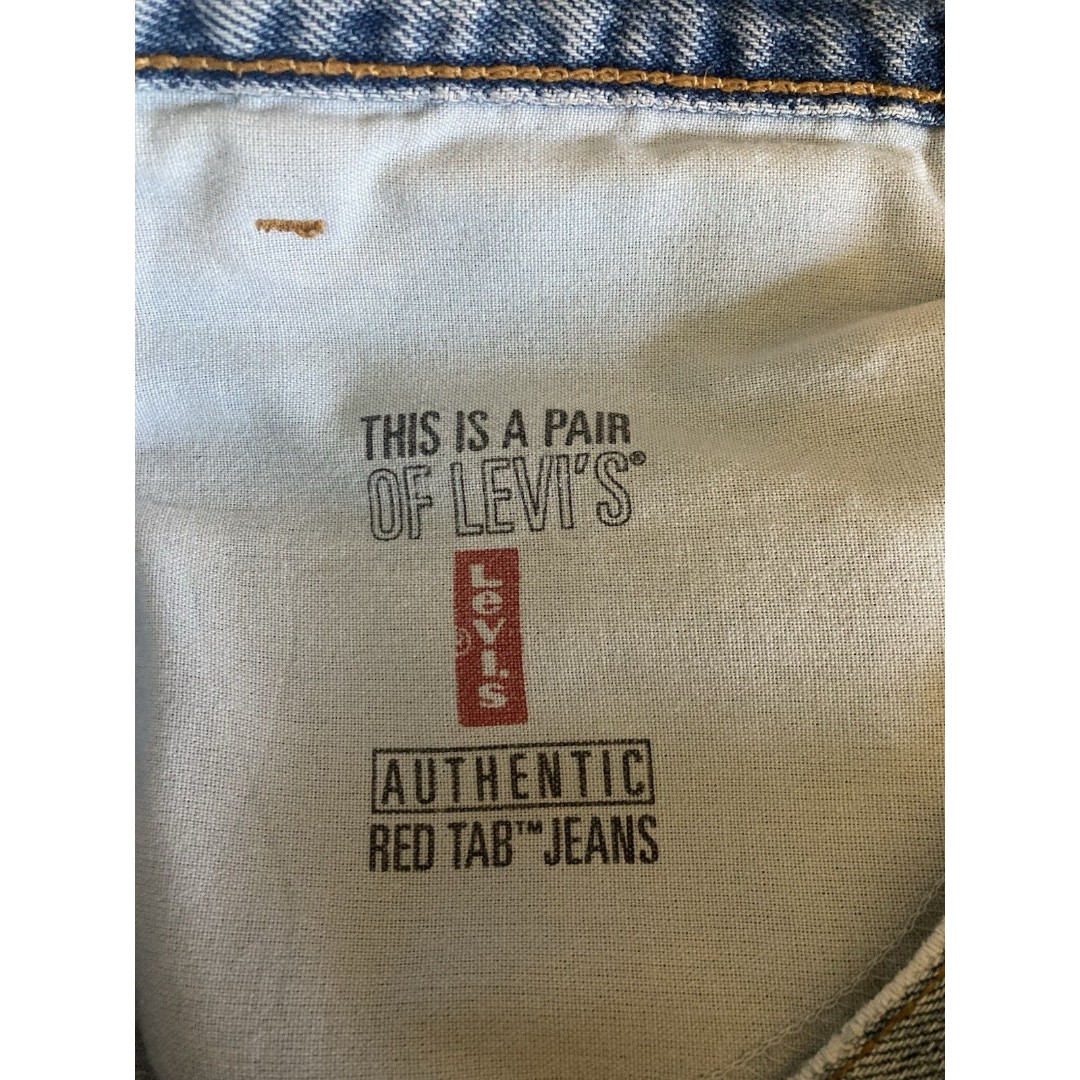 THIS IS A PAIR
OF LEVI'S®
LEVI'S
®
AUTHENTIC
RED TAB™ JEANS